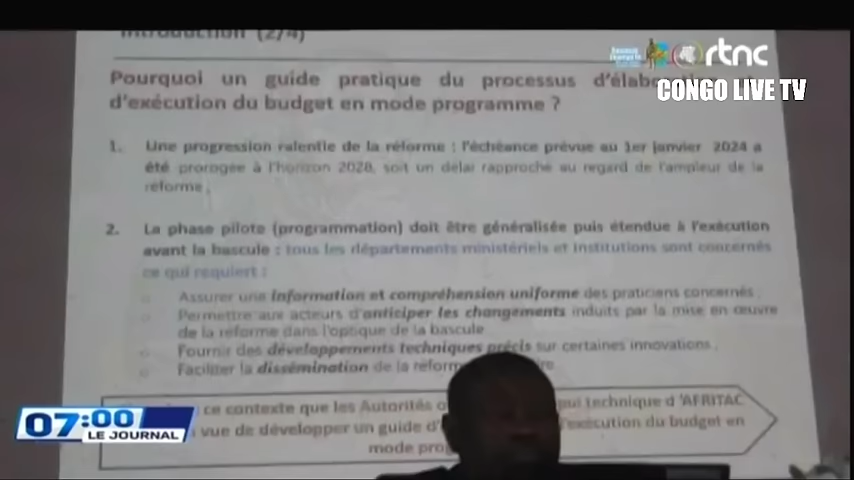 Introduction (2/4)
rtnc
CONGO LIVE TV
Pourquoi un guide pratique du processus
d'exécution du budget en mode programme ?
1. Une progression ralentie de la réforme : l'échéance prévue au 1er janvier 2024 a
été prorogée à l'horizon 2028, soit un délai rapproché au regard de l'ampleur de la
réforme ;
2. La phase pilote (programmation) doit être généralisée puis étendue à l'exécution
avant la bascule : tous les départements ministériels et Institutions sont concernés
ce qui requiert :
o Assurer une information et compréhension uniforme des praticiens concernés ;
o Permettre aux acteurs d'anticiper les changements induits par la mise en œuvre
de la réforme dans l'optique de la bascule
o Fournir des développements techniques précis sur certaines innovations ;
o Faciliter la dissémination de la
ce contexte que les Autorités technique d 'AFRITAC
vue de développer un guide l'exécution du budget en
mode
07:00
LE JOURNAL